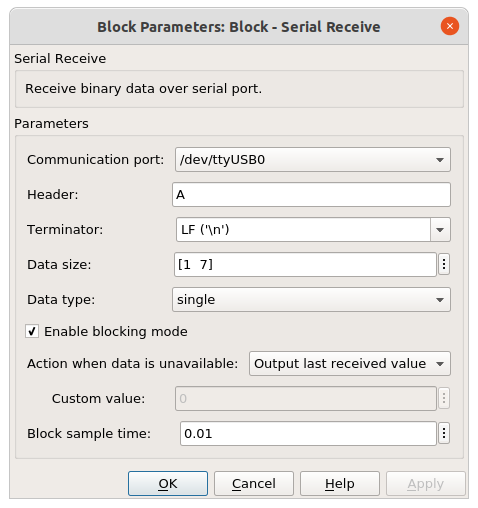 Block Parameters: Block - Serial Receive
Serial Receive
Receive binary data over serial port.
Parameters
Communication port: /dev/ttyUSB0
Header: A
Terminator: LF ('\n')
Data size: [1  7]
Data type: single
Enable blocking mode
Action when data is unavailable: Output last received value
Custom value: 0
Block sample time: 0.01
OK Cancel Help Apply